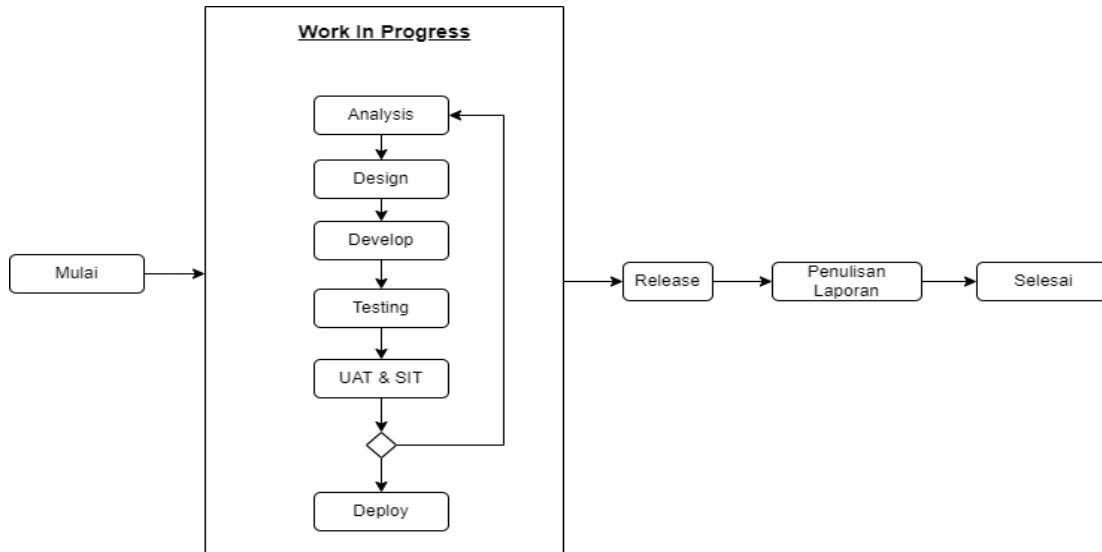 Work In Progress
Analysis
Design
Develop
Testing
UAT & SIT
Deploy
Mulai
Release
Penulisan
Laporan
Selesai